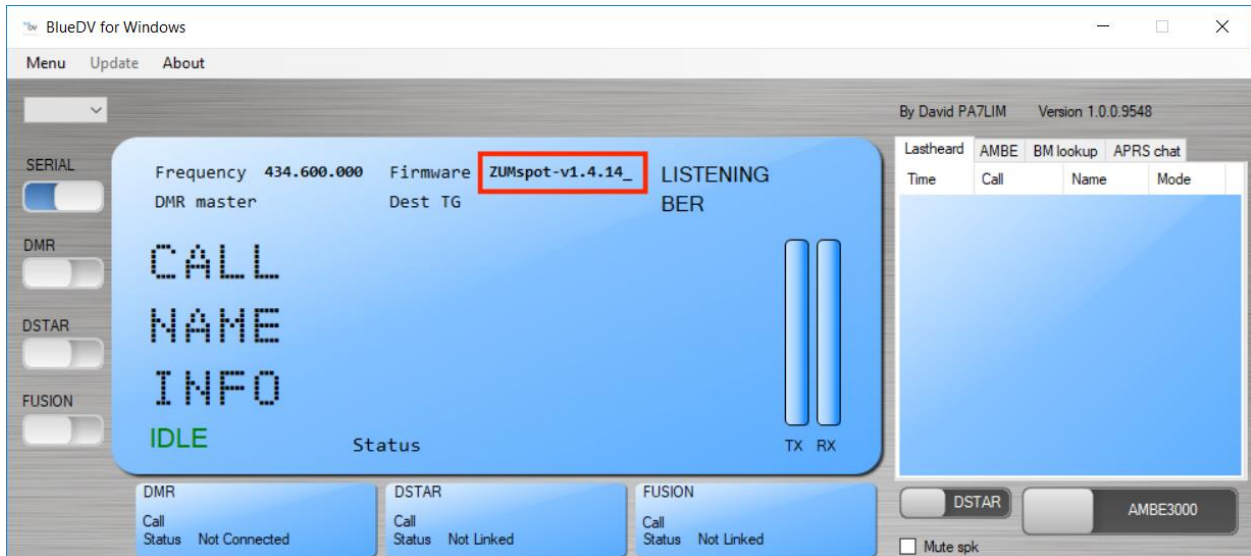 BlueDV for Windows
Menu Update About
By David PA7LIM Version 1.0.0.9548
SERIAL
DMR
DSTAR
FUSION
Frequency 434.600.000 Firmware ZUMspot-v1.4.14_ LISTENING
DMR master Dest TG BER
CALL
NAME
INFO
IDLE Status TX RX
Lastheard AMBE BM lookup APRS chat
Time Call Name Mode
DMR
Call
Status Not Connected
DSTAR
Call
Status Not Linked
FUSION
Call
Status Not Linked
DSTAR AMBE3000
Mute spk